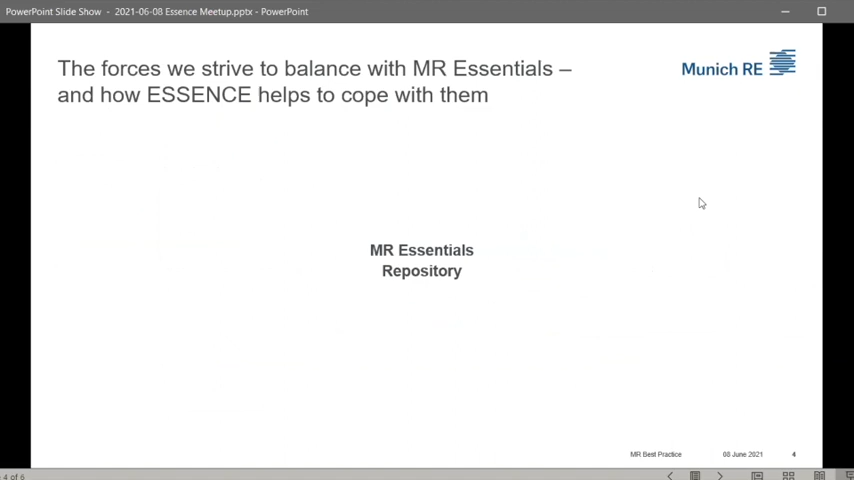 PowerPoint Slide Show - 2021-06-08 Essence Meetup.pptx - PowerPoint
The forces we strive to balance with MR Essentials –
and how ESSENCE helps to cope with them
Munich RE
MR Essentials
Repository
MR Best Practice 08 June 2021 4
4 of 6